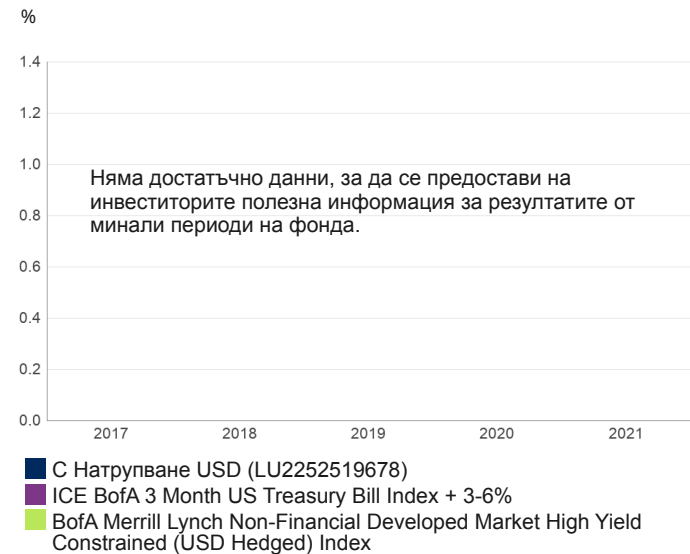 %
1.4
1.2
1.0
Няма достатъчно данни, за да се предостави на
инвеститорите полезна информация за резултатите от
0.8
минали периоди на фонда.
0.6
0.4
0.2
0.0
2017 2018 2019 2020 2021
C Натрупване USD (LU2252519678)
ICE BofA 3 Month US Treasury Bill Index + 3-6%
BofA Merrill Lynch Non-Financial Developed Market High Yield
Constrained (USD Hedged) Index